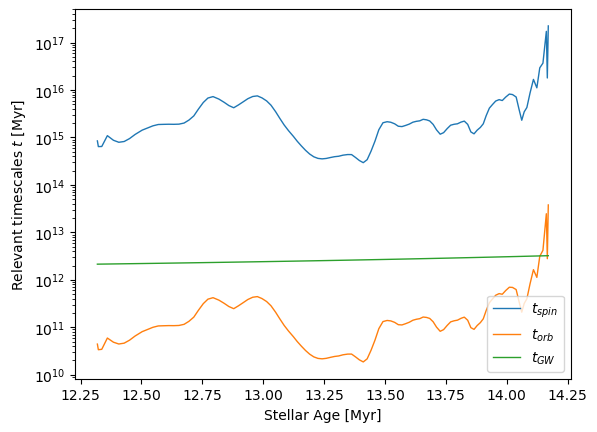 Relevant timescales t [Myr]
10^17
10^16
10^15
10^14
10^13
10^12
10^11
10^10
t_spin
t_orb
t_GW
12.25 12.50 12.75 13.00 13.25 13.50 13.75 14.00 14.25
Stellar Age [Myr]